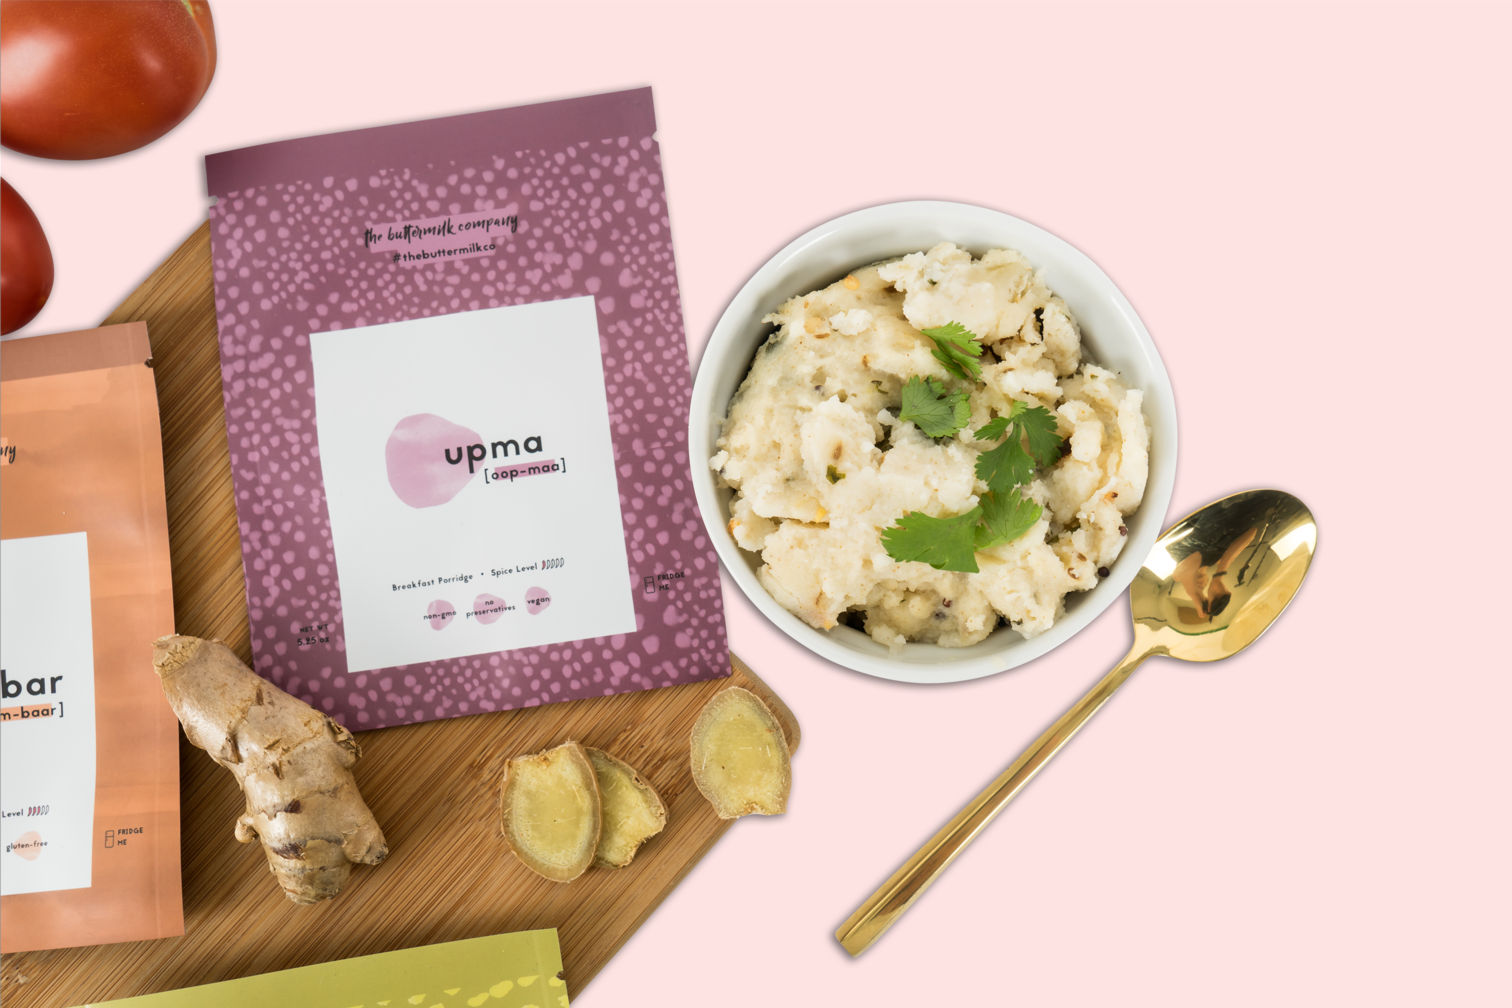 the buttermilk company
#thebuttermilkco
upma
[oop-maa]
Breakfast Porridge • Spice Level
non-gmo
no preservatives
vegan
NET WT
5.25 oz
FRIDGE
ME
ny
bar
m-baar]
Level
gluten-free
FRIDGE
ME